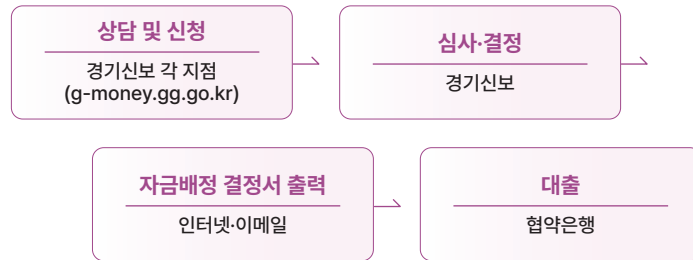 상담 및 신청
경기신보 각 지점
(g-money.gg.go.kr)
심사·결정
경기신보
자금배정 결정서 출력
인터넷·이메일
대출
협약은행